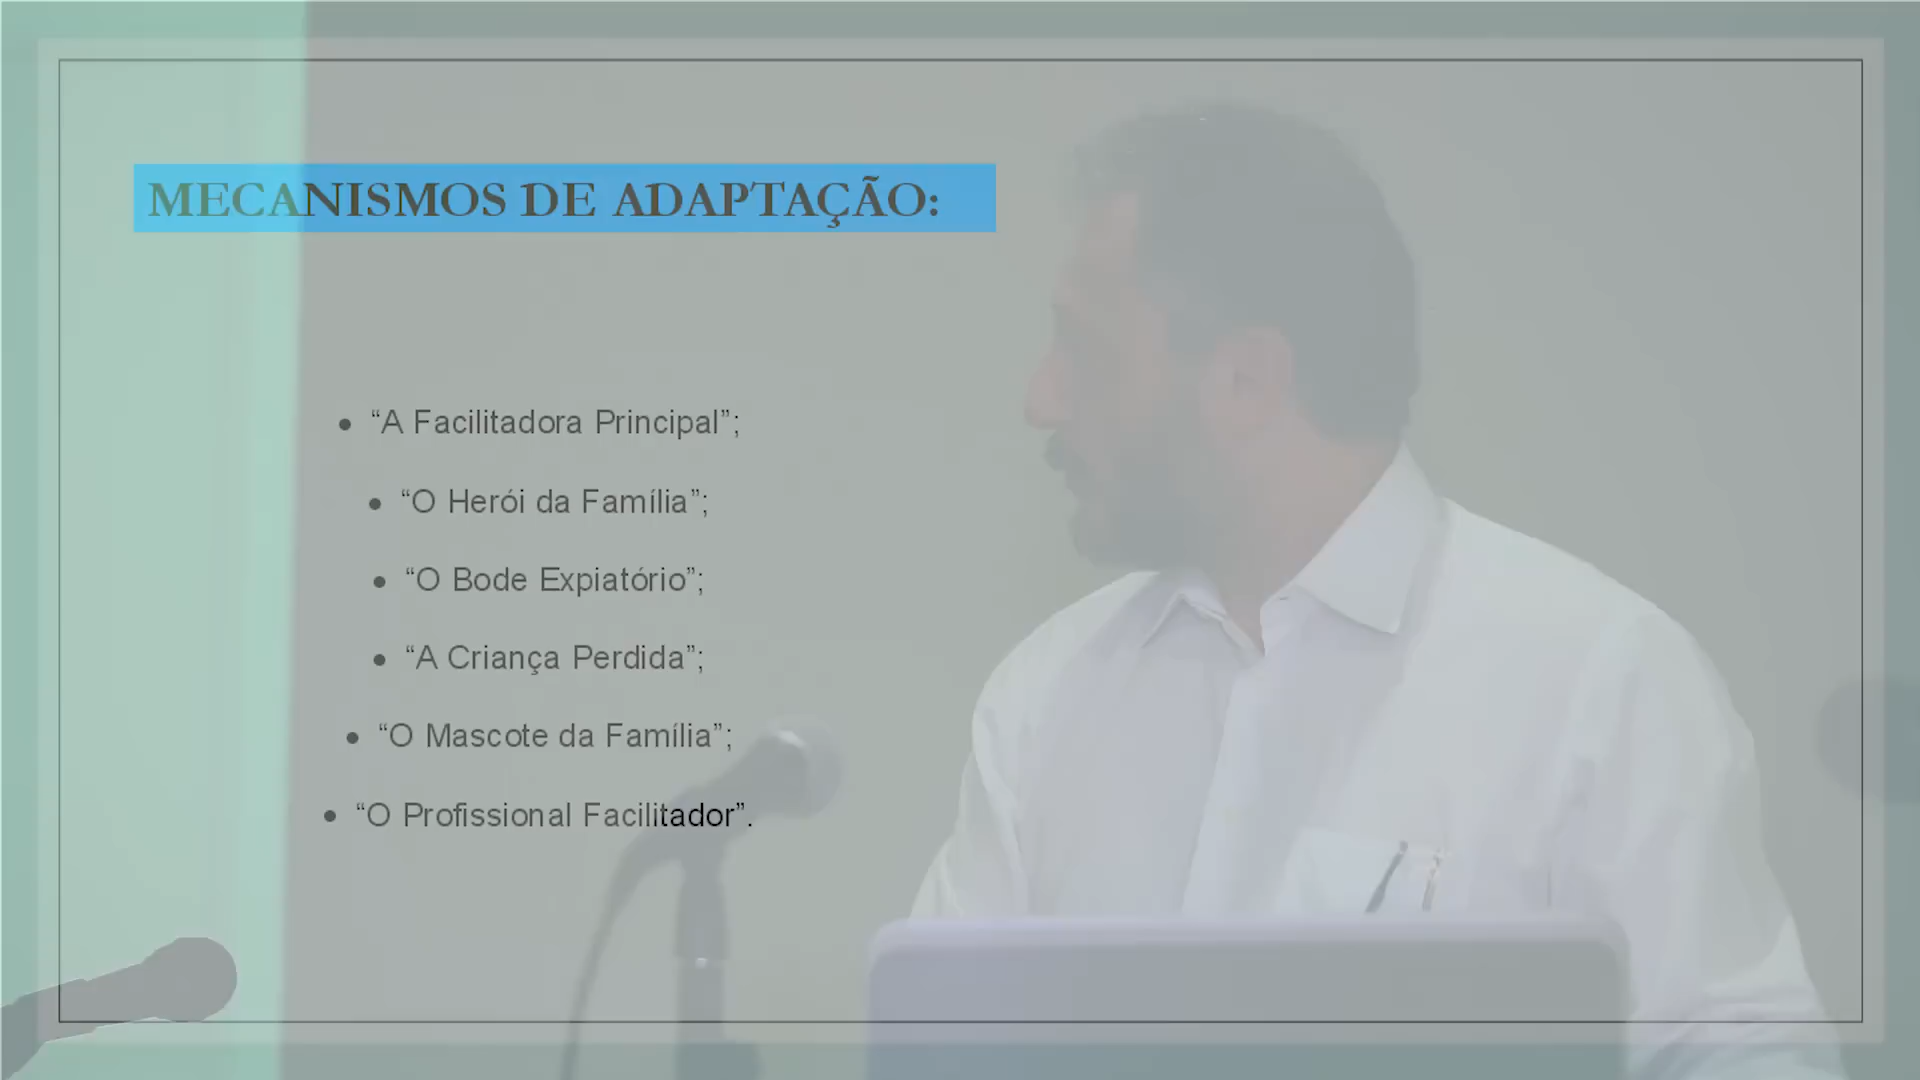 MECANISMOS DE ADAPTAÇÃO:
• “A Facilitadora Principal”;
• “O Herói da Família”;
• “O Bode Expiatório”;
• “A Criança Perdida”;
• “O Mascote da Família”;
• “O Profissional Facilitador”.